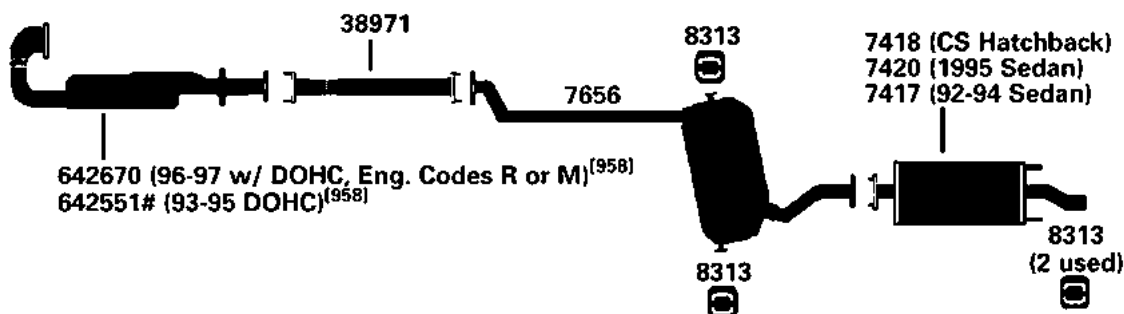 38971
8313
7418 (CS Hatchback)
7420 (1995 Sedan)
7417 (92-94 Sedan)
7656
642670 (96-97 w/ DOHC, Eng. Codes R or M)(958)
642551# (93-95 DOHC)(958)
8313
8313
(2 used)